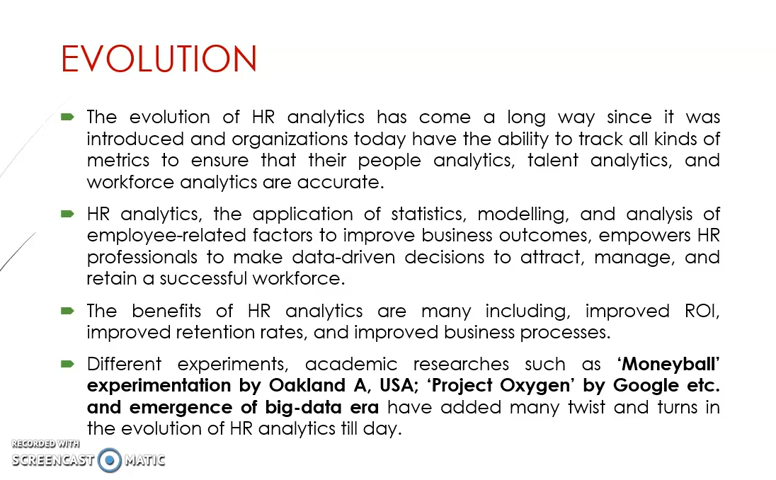 EVOLUTION
The evolution of HR analytics has come a long way since it was
introduced and organizations today have the ability to track all kinds of
metrics to ensure that their people analytics, talent analytics, and
workforce analytics are accurate.
HR analytics, the application of statistics, modelling, and analysis of
employee-related factors to improve business outcomes, empowers HR
professionals to make data-driven decisions to attract, manage, and
retain a successful workforce.
The benefits of HR analytics are many including, improved ROI,
improved retention rates, and improved business processes.
Different experiments, academic researches such as ‘Moneyball’
experimentation by Oakland A, USA; ‘Project Oxygen’ by Google etc.
and emergence of big-data era have added many twist and turns in
the evolution of HR analytics till day.
RECORDED WITH
SCREENCAST MATIC